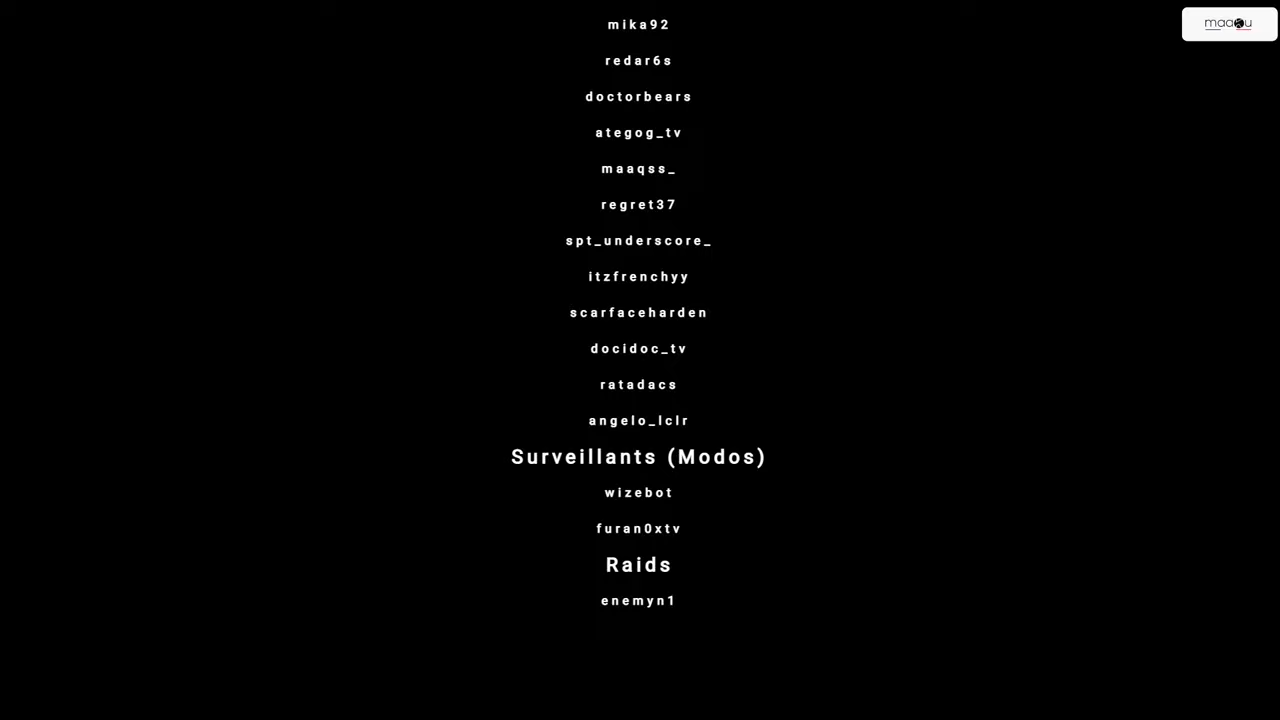 mika92
redar6s
doctorbears
ategog_tv
maaqss_
regret37
spt_underscore_
itzfrenchyy
scarfaceharden
docidoc_tv
ratadacs
angelo_lclr
Surveillants (Modos)
wizebot
furan0xtv
Raids
enemyn1